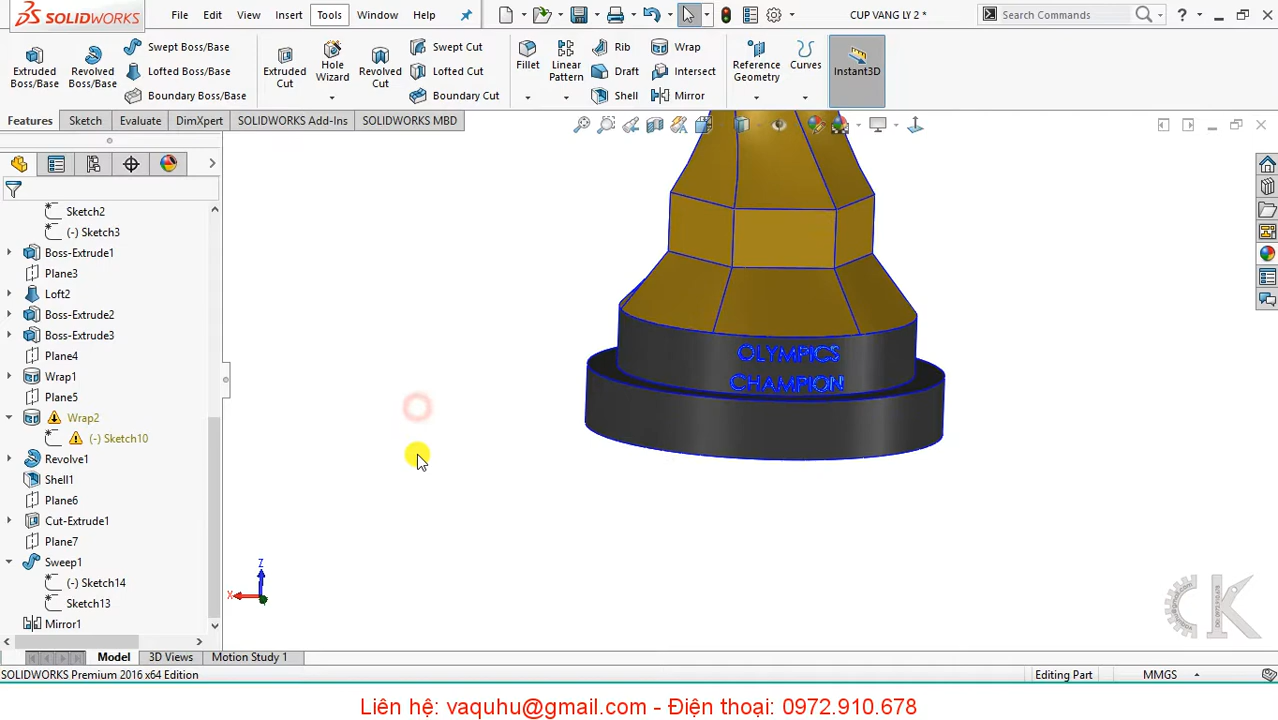 SOLIDWORKS
File Edit View Insert Tools Window Help
CUP VANG LY 2 *
Search Commands
Extruded Boss/Base
Revolved Boss/Base
Swept Boss/Base
Lofted Boss/Base
Boundary Boss/Base
Extruded Cut
Hole Wizard
Revolved Cut
Swept Cut
Lofted Cut
Boundary Cut
Fillet
Linear Pattern
Rib
Draft
Shell
Wrap
Intersect
Mirror
Reference Geometry
Curves
Instant3D
Features Sketch Evaluate DimXpert SOLIDWORKS Add-Ins SOLIDWORKS MBD
Sketch2
(-) Sketch3
Boss-Extrude1
Plane3
Loft2
Boss-Extrude2
Boss-Extrude3
Plane4
Wrap1
Plane5
Wrap2
(-) Sketch10
Revolve1
Shell1
Plane6
Cut-Extrude1
Plane7
Sweep1
(-) Sketch14
Sketch13
Mirror1
OLYMPICS
CHAMPION
Z
X
Model 3D Views Motion Study 1
SOLIDWORKS Premium 2016 x64 Edition
Editing Part
MMGS
Liên hệ: vaquhu@gmail.com - Điện thoại: 0972.910.678